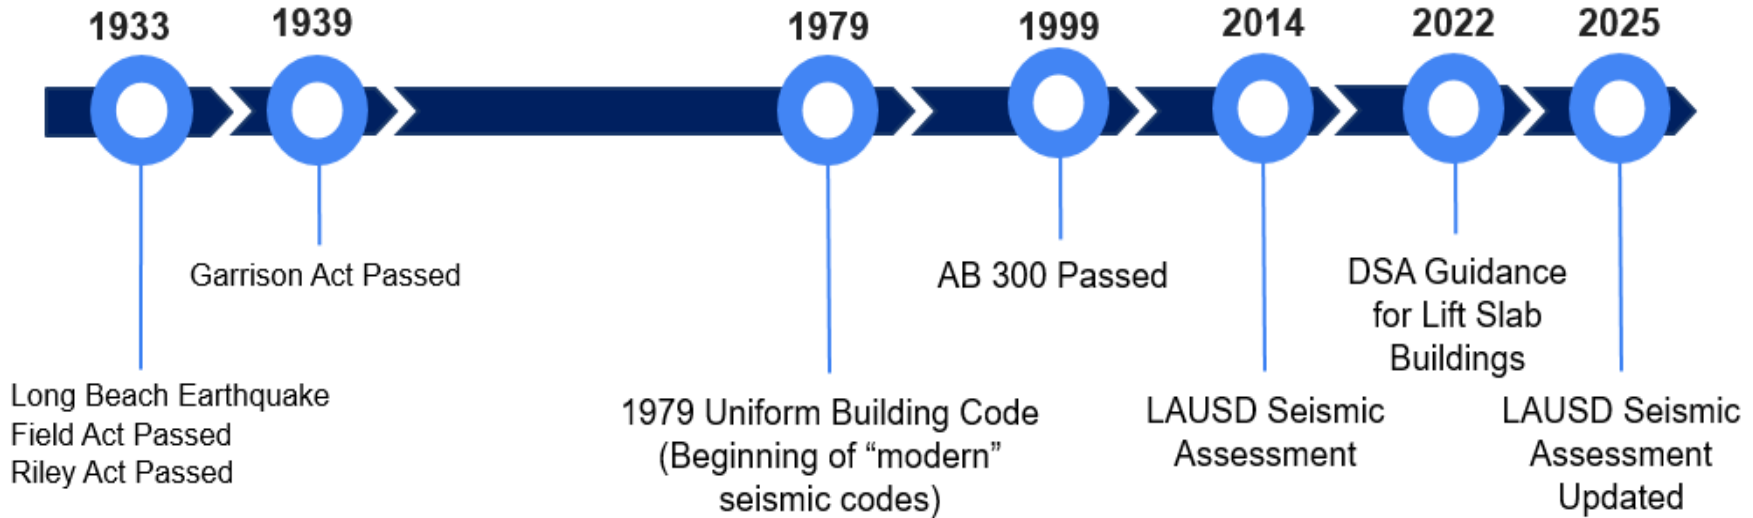 1933
1939
1979
1999
2014
2022
2025
Garrison Act Passed
Long Beach Earthquake
Field Act Passed
Riley Act Passed
1979 Uniform Building Code
(Beginning of “modern”
seismic codes)
AB 300 Passed
LAUSD Seismic
Assessment
DSA Guidance
for Lift Slab
Buildings
LAUSD Seismic
Assessment
Updated